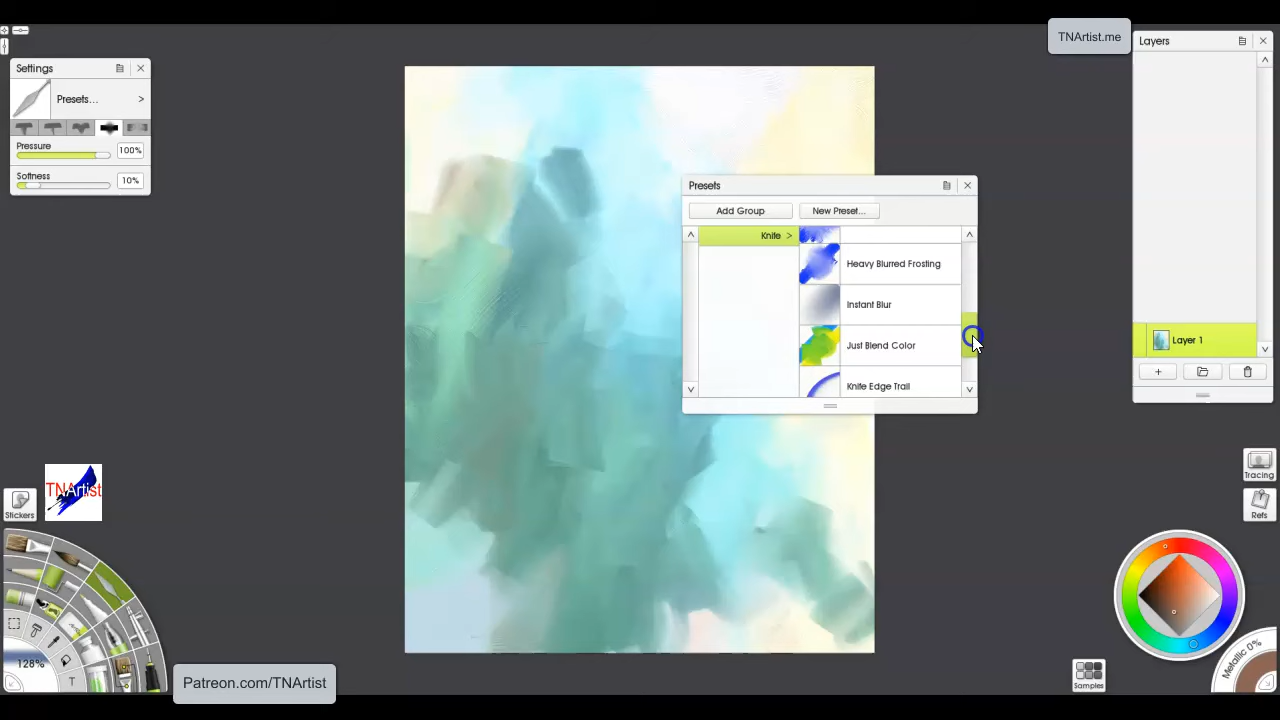 TNArtist.me
Settings
Presets...
>
Pressure
100%
Softness
10%
Presets
Add Group
New Preset...
Knife >
Heavy Blurred Frosting
Instant Blur
Just Blend Color
Knife Edge Trail
Layers
Layer 1
+
Tracing
Refs
Stickers
TNArtist
128%
T
Patreon.com/TNArtist
Samples
Metallic 0%